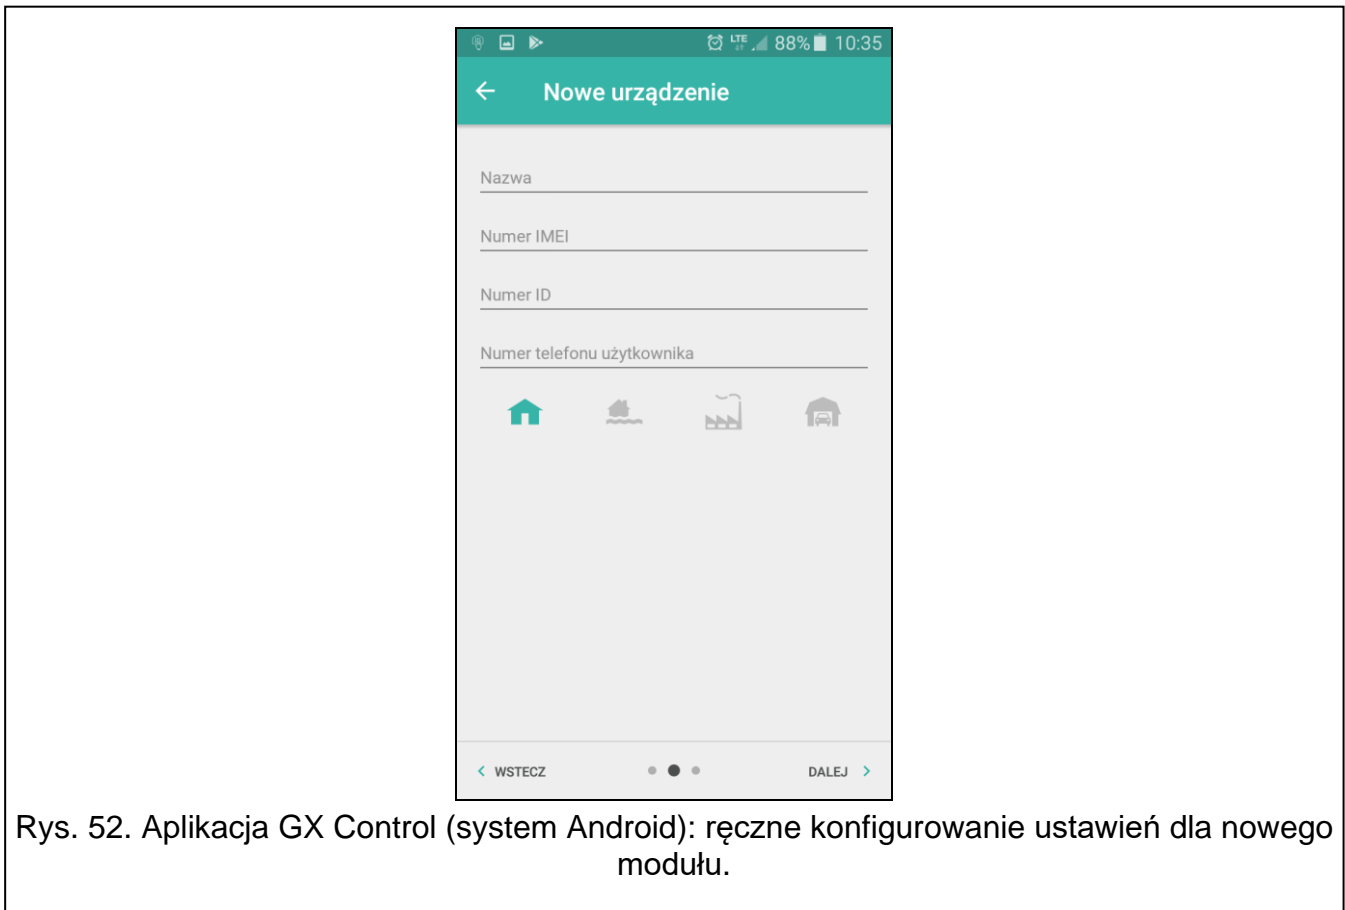 LTE 88% 10:35
Nowe urządzenie
Nazwa
Numer IMEI
Numer ID
Numer telefonu użytkownika
WSTECZ DALEJ
Rys. 52. Aplikacja GX Control (system Android): ręczne konfigurowanie ustawień dla nowego
modułu.